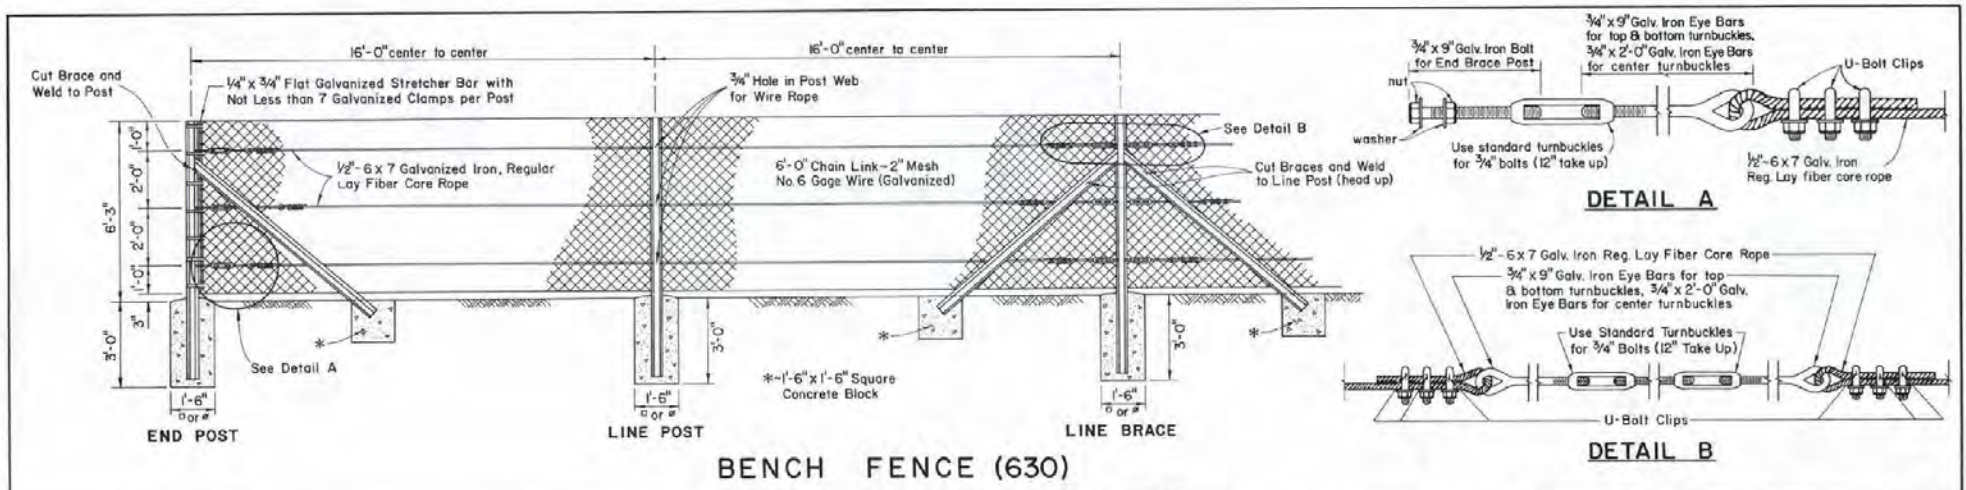 16'-0" center to center
16'-0" center to center
Cut Brace and
Weld to Post
1/4" x 3/4" Flat Galvanized Stretcher Bar with
Not Less than 7 Galvanized Clamps per Post
3/4" Hole in Post Web
for Wire Rope
1'-0"
2'-0"
2'-0"
1'-0"
6'-3"
3"
3'-0"
1/2"-6 x 7 Galvanized Iron, Regular
Lay Fiber Core Rope
6'-0" Chain Link~2" Mesh
No. 6 Gage Wire (Galvanized)
See Detail B
Cut Braces and Weld
to Line Post (head up)
See Detail A
*
*
*
*~1'-6" x 1'-6" Square
Concrete Block
3'-0"
3'-0"
1'-6"
□ or ø
1'-6"
□ or ø
1'-6"
□ or ø
END POST
LINE POST
LINE BRACE
BENCH FENCE (630)
3/4" x 9" Galv. Iron Bolt
for End Brace Post
3/4" x 9" Galv. Iron Eye Bars
for top & bottom turnbuckles,
3/4" x 2'-0" Galv. Iron Eye Bars
for center turnbuckles
U-Bolt Clips
nut
washer
Use standard turnbuckles
for 3/4" bolts (12" take up)
1/2"-6 x 7 Galv. Iron
Reg. Lay fiber core rope
DETAIL A
1/2"-6 x 7 Galv. Iron Reg. Lay Fiber Core Rope
3/4" x 9" Galv. Iron Eye Bars for top
& bottom turnbuckles, 3/4" x 2'-0" Galv.
Iron Eye Bars for center turnbuckles
Use Standard Turnbuckles
for 3/4" Bolts (12" Take Up)
U-Bolt Clips
DETAIL B